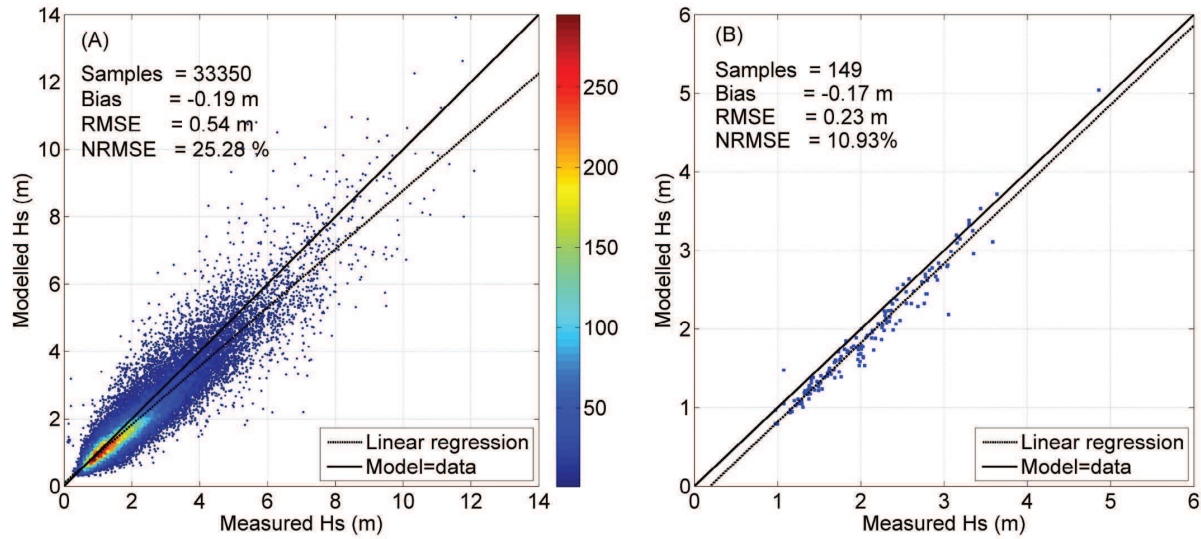 (A)
Samples = 33350
Bias = -0.19 m
RMSE = 0.54 m
NRMSE = 25.28 %
Modelled Hs (m)
14
12
10
8
6
4
2
0
0 2 4 6 8 10 12 14
Measured Hs (m)
Linear regression
Model=data
250
200
150
100
50
(B)
Samples = 149
Bias = -0.17 m
RMSE = 0.23 m
NRMSE = 10.93%
Modelled Hs (m)
6
5
4
3
2
1
0
0 1 2 3 4 5 6
Measured Hs (m)
Linear regression
Model=data